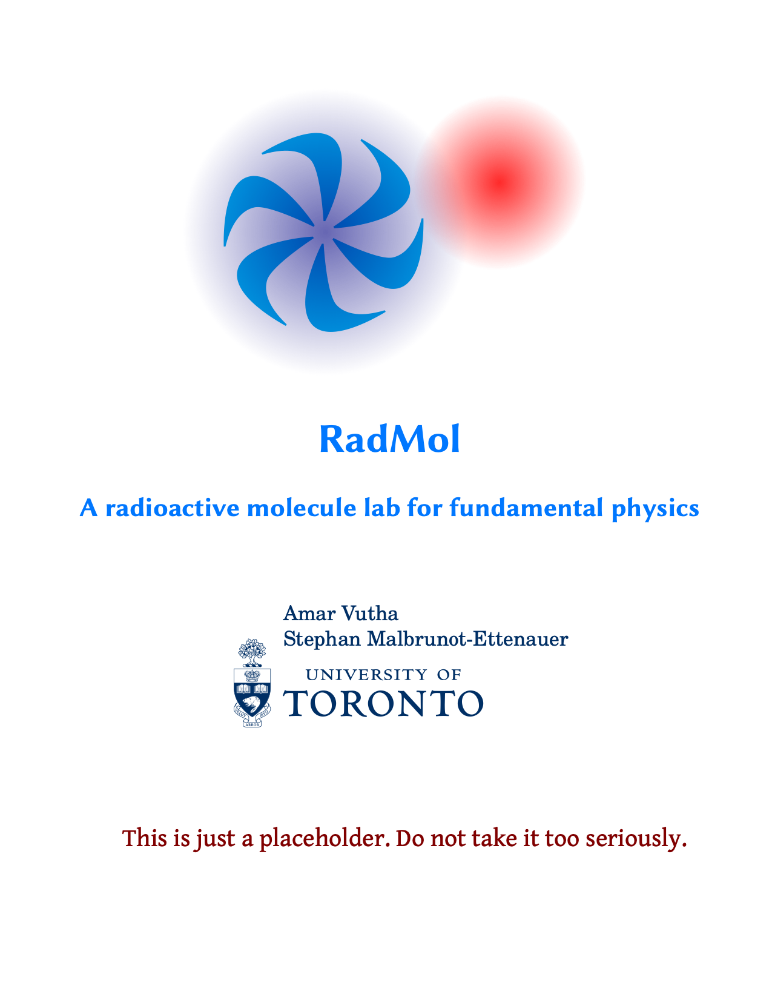 RadMol
A radioactive molecule lab for fundamental physics
Amar Vutha
Stephan Malbrunot-Ettenauer
UNIVERSITY OF
TORONTO
VELUT ARBOR ÆVO
This is just a placeholder. Do not take it too seriously.